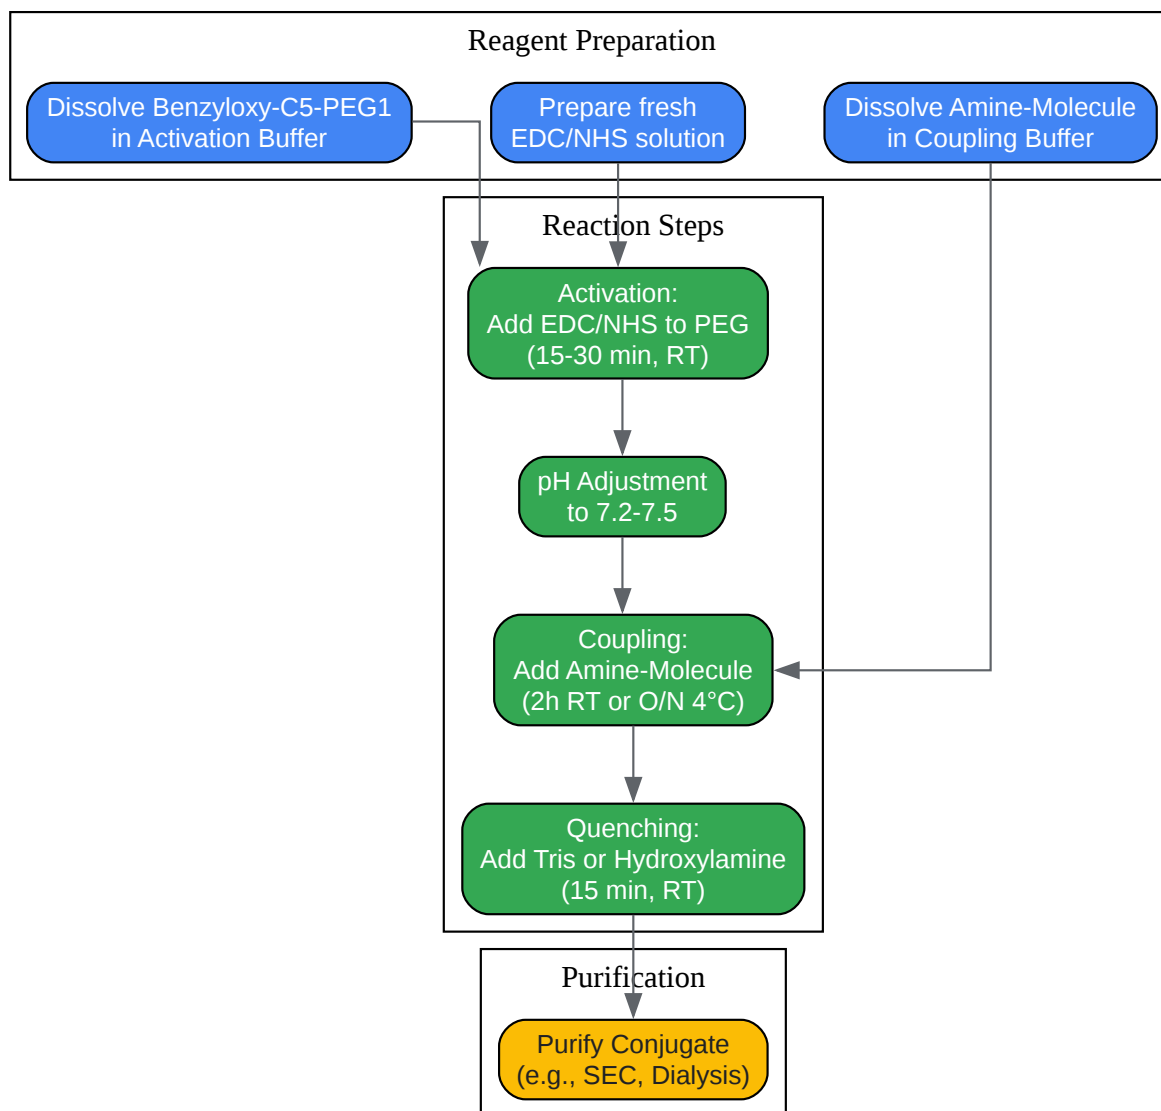 Reagent Preparation
Dissolve Benzyloxy-C5-PEG1
in Activation Buffer
Prepare fresh
EDC/NHS solution
Dissolve Amine-Molecule
in Coupling Buffer
Reaction Steps
Activation:
Add EDC/NHS to PEG
(15-30 min, RT)
pH Adjustment
to 7.2-7.5
Coupling:
Add Amine-Molecule
(2h RT or O/N 4°C)
Quenching:
Add Tris or Hydroxylamine
(15 min, RT)
Purification
Purify Conjugate
(e.g., SEC, Dialysis)